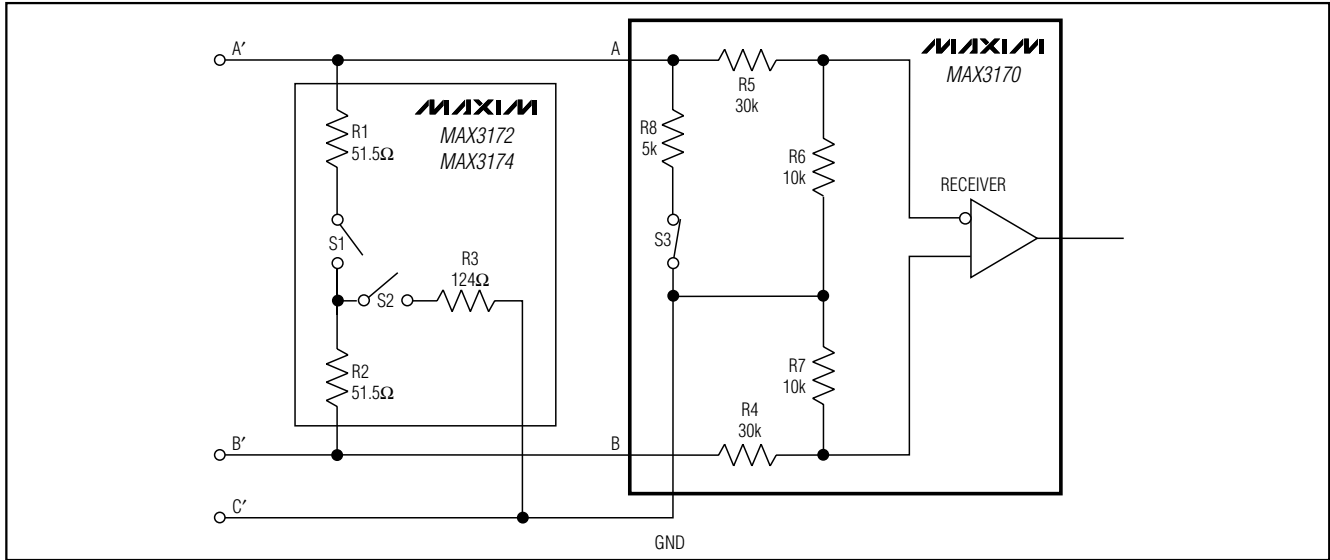 A′
A
MAXIM
MAX3170
R5
30k
MAXIM
MAX3172
MAX3174
R1
51.5Ω
R8
5k
R6
10k
RECEIVER
S1
S3
R3
124Ω
S2
R2
51.5Ω
R7
10k
R4
30k
B′
B
C′
GND